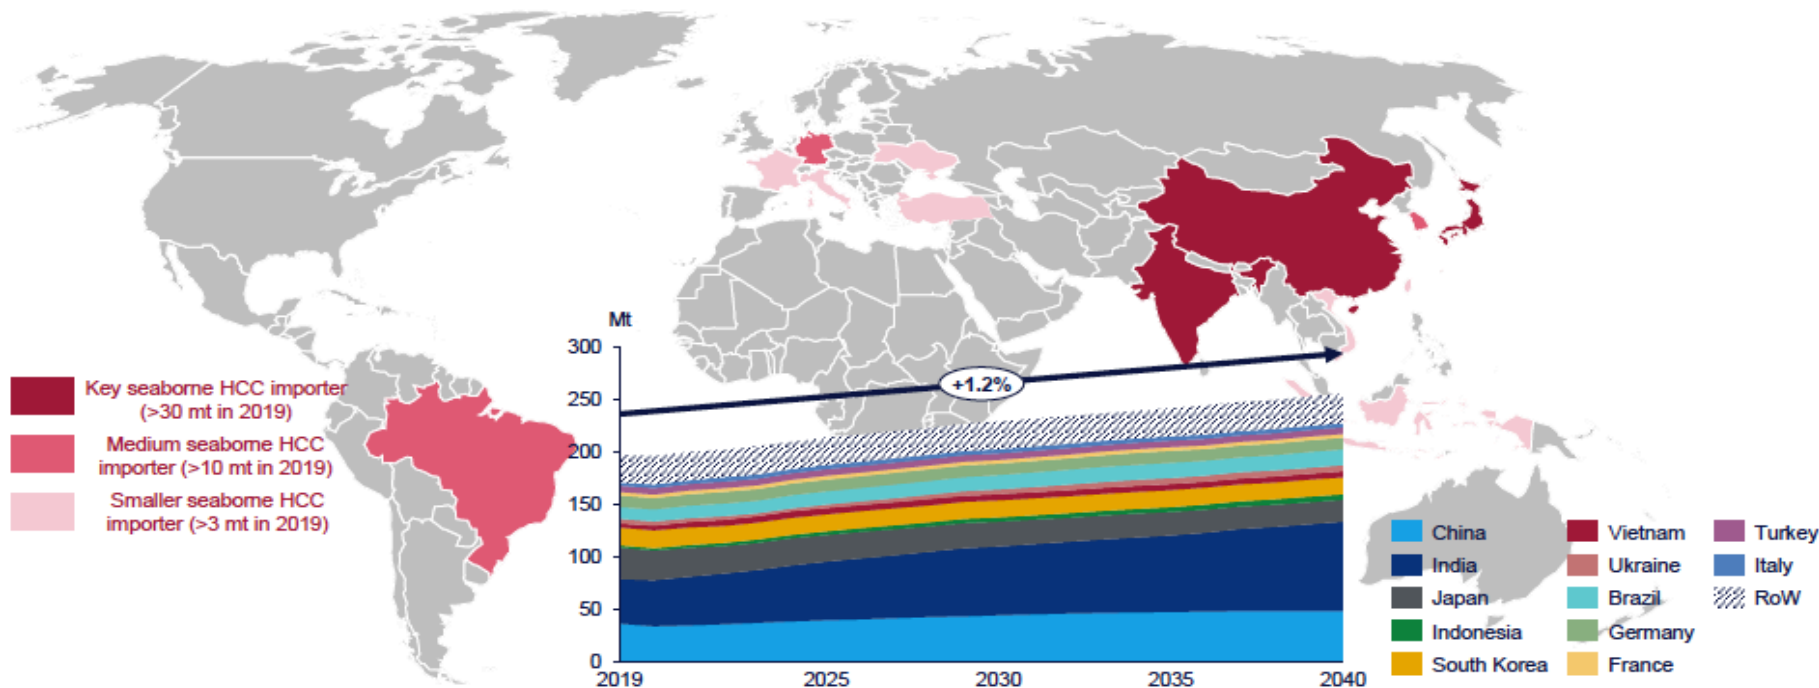 Mt
300
250
200
150
100
50
0
2019 2025 2030 2035 2040
+1.2%
Key seaborne HCC importer
(>30 mt in 2019)
Medium seaborne HCC
importer (>10 mt in 2019)
Smaller seaborne HCC
importer (>3 mt in 2019)
China
India
Japan
Indonesia
South Korea
Vietnam
Ukraine
Brazil
Germany
France
Turkey
Italy
RoW